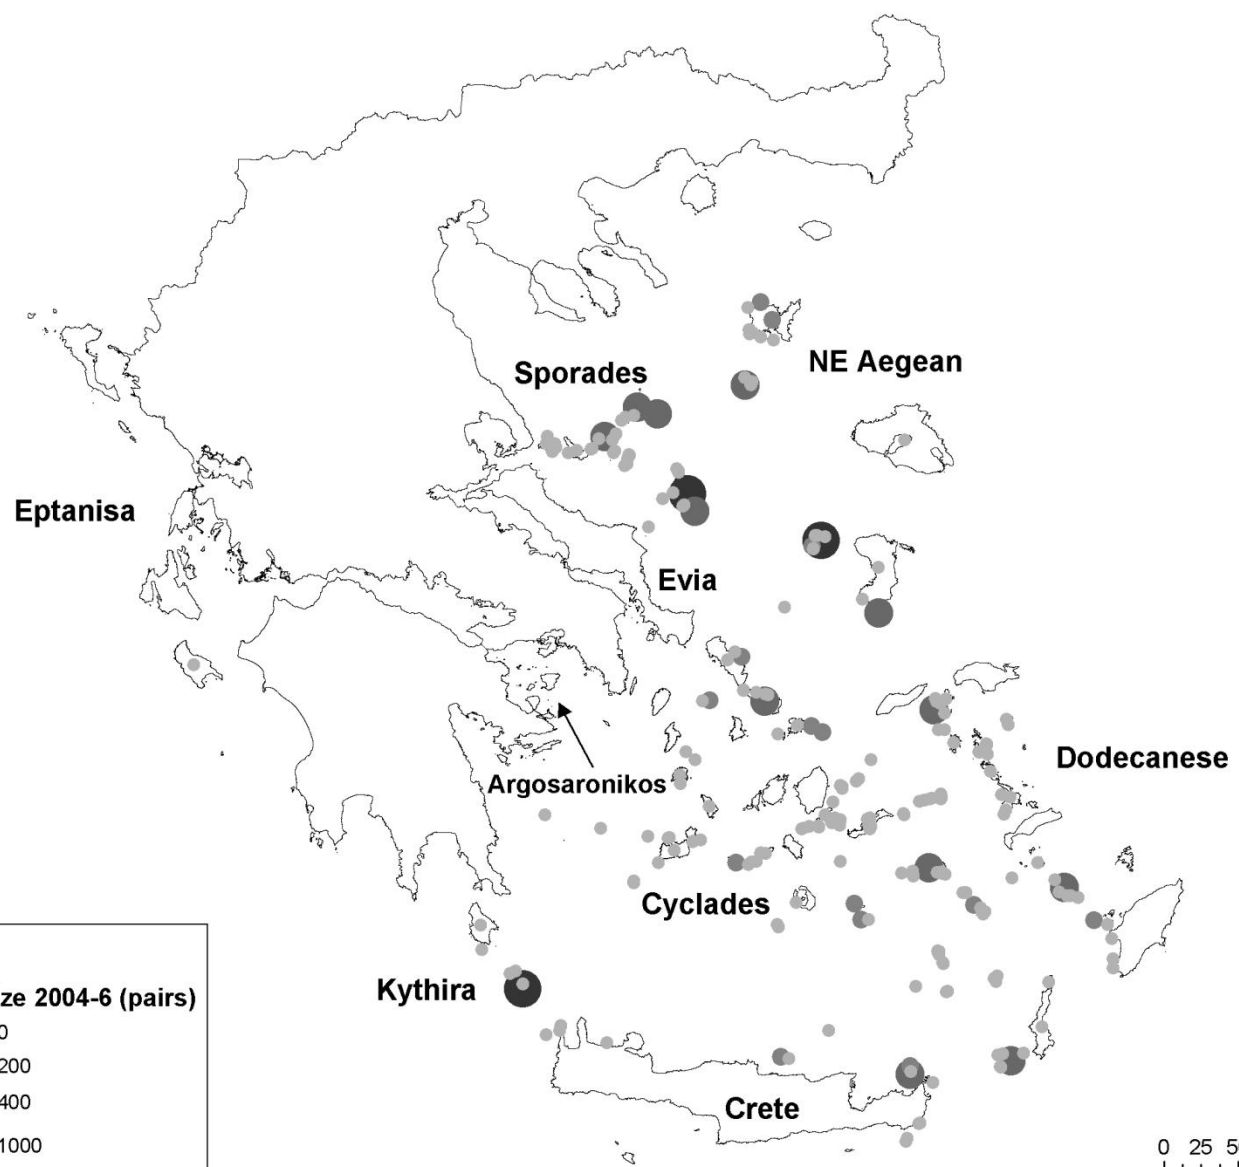 Sporades
NE Aegean
Eptanisa
Evia
Argosaronikos
Dodecanese
Cyclades
Kythira
Crete
ze 2004-6 (pairs)
0
200
400
1000
0 25